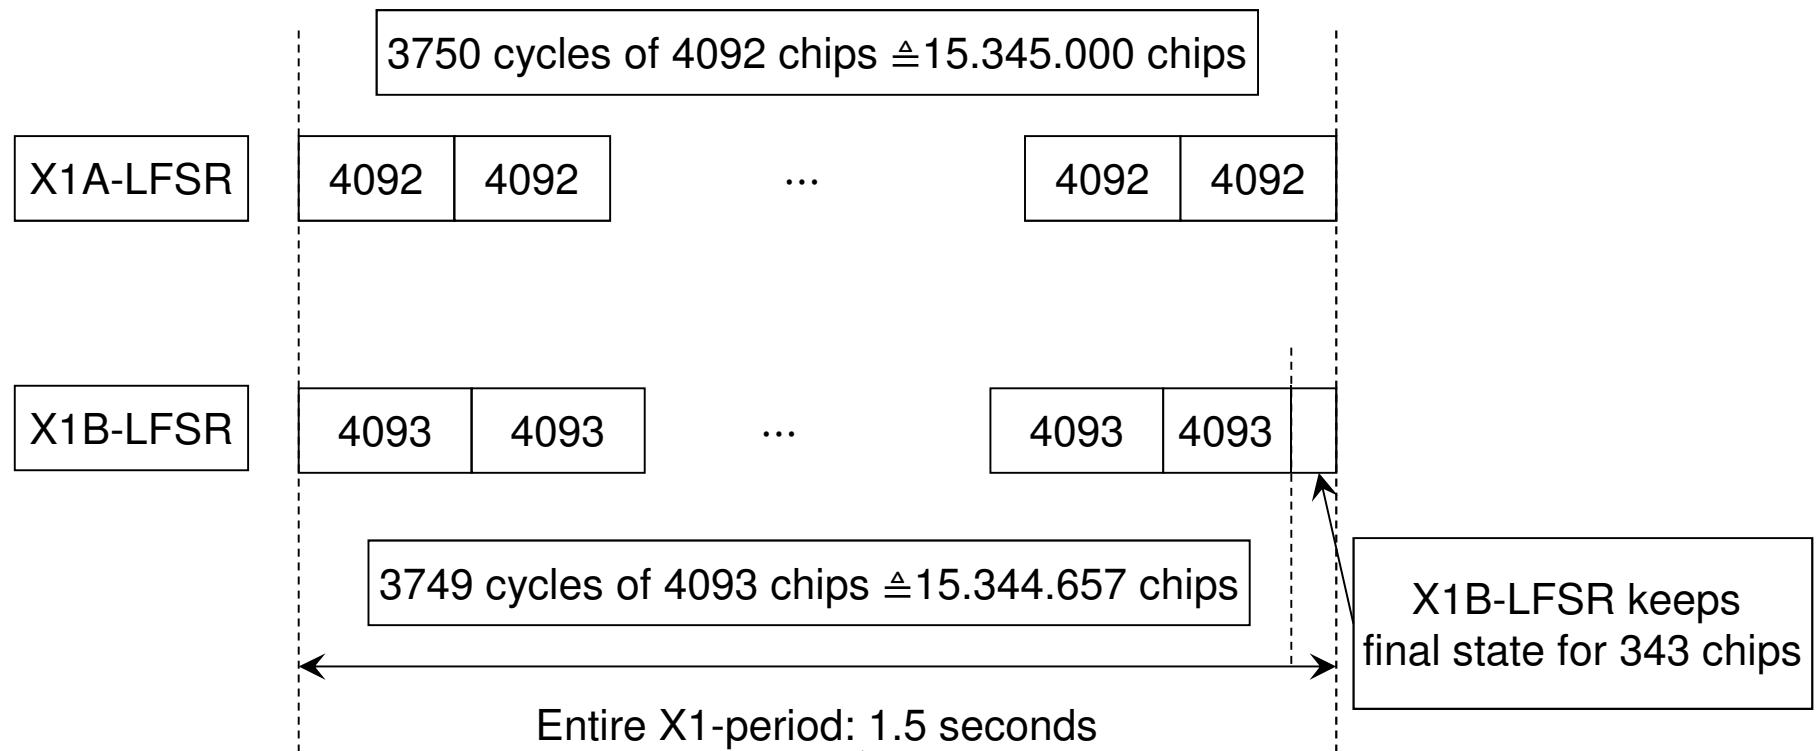 3750 cycles of 4092 chips ≙15.345.000 chips
X1A-LFSR
4092
4092
...
4092
4092
X1B-LFSR
4093
4093
...
4093
4093
3749 cycles of 4093 chips ≙15.344.657 chips
X1B-LFSR keeps
final state for 343 chips
Entire X1-period: 1.5 seconds